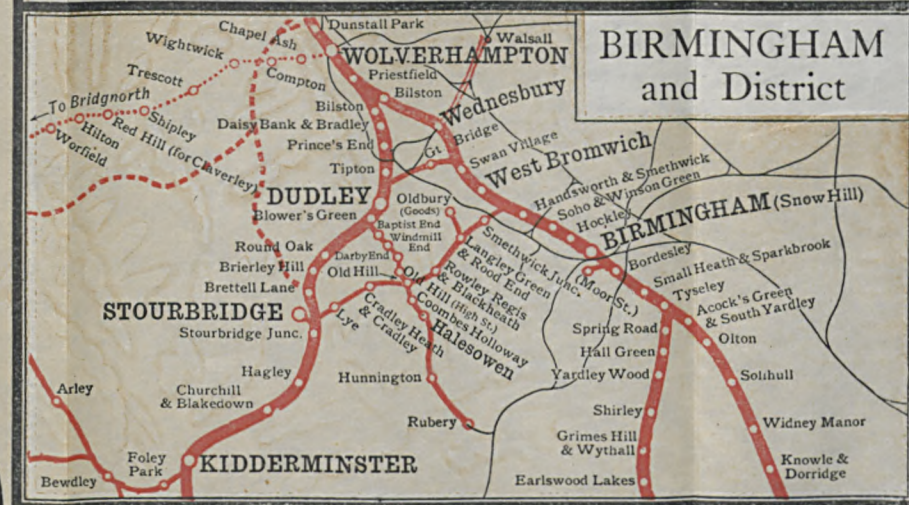 BIRMINGHAM
and District
Dunstall Park
Chapel Ash
Wightwick
WOLVERHAMPTON
Walsall
Compton
Priestfield
Trescott
Bilston
Bilston
Wednesbury
To Bridgnorth
Shipley
Red Hill (for Claverley)
Hilton
Worfield
Daisy Bank & Bradley
Prince's End
Gt. Bridge
Swan Village
Tipton
West Bromwich
DUDLEY
Blower's Green
Oldbury
(Goods)
Handsworth & Smethwick
Soho & Winson Green
Hockley
BIRMINGHAM (Snow Hill)
Baptist End
Windmill
End
Round Oak
Darby End
Old Hill
Brierley Hill
Brettell Lane
Smethwick Junc.
Langley Green
& Rood End
Rowley Regis
& Blackheath
Old Hill (High St.)
Coombes Holloway
Halesowen
(Moor St.)
Bordesley
Small Heath & Sparkbrook
Tyseley
Acock's Green
& South Yardley
STOURBRIDGE
Stourbridge Junc.
Lye
Cradley Heath
& Cradley
Spring Road
Olton
Hall Green
Hagley
Hunnington
Yardley Wood
Solihull
Arley
Churchill
& Blakedown
Rubery
Shirley
Widney Manor
Grimes Hill
& Wythall
Foley
Park
KIDDERMINSTER
Knowle &
Dorridge
Bewdley
Earlswood Lakes